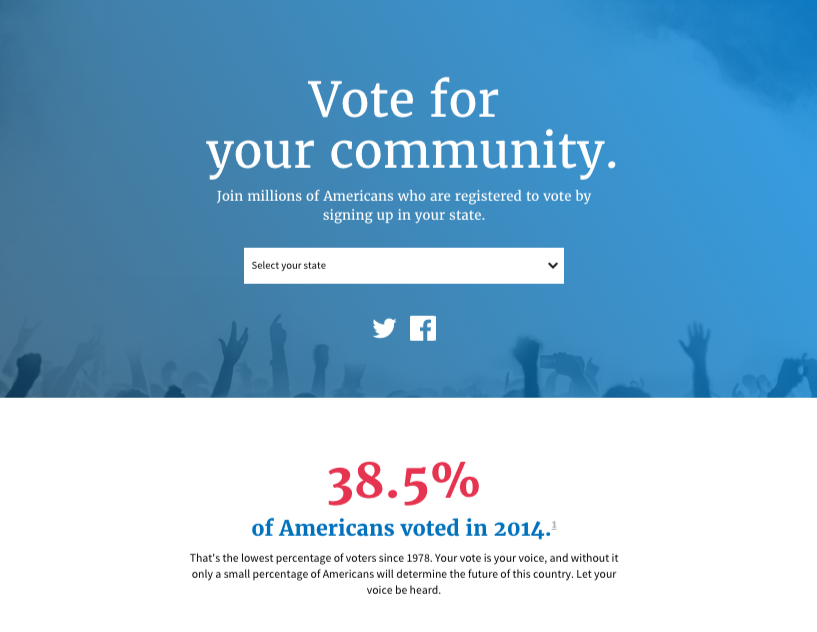 Vote for
your community.
Join millions of Americans who are registered to vote by
signing up in your state.
Select your state
38.5%
of Americans voted in 2014.1
That's the lowest percentage of voters since 1978. Your vote is your voice, and without it
only a small percentage of Americans will determine the future of this country. Let your
voice be heard.